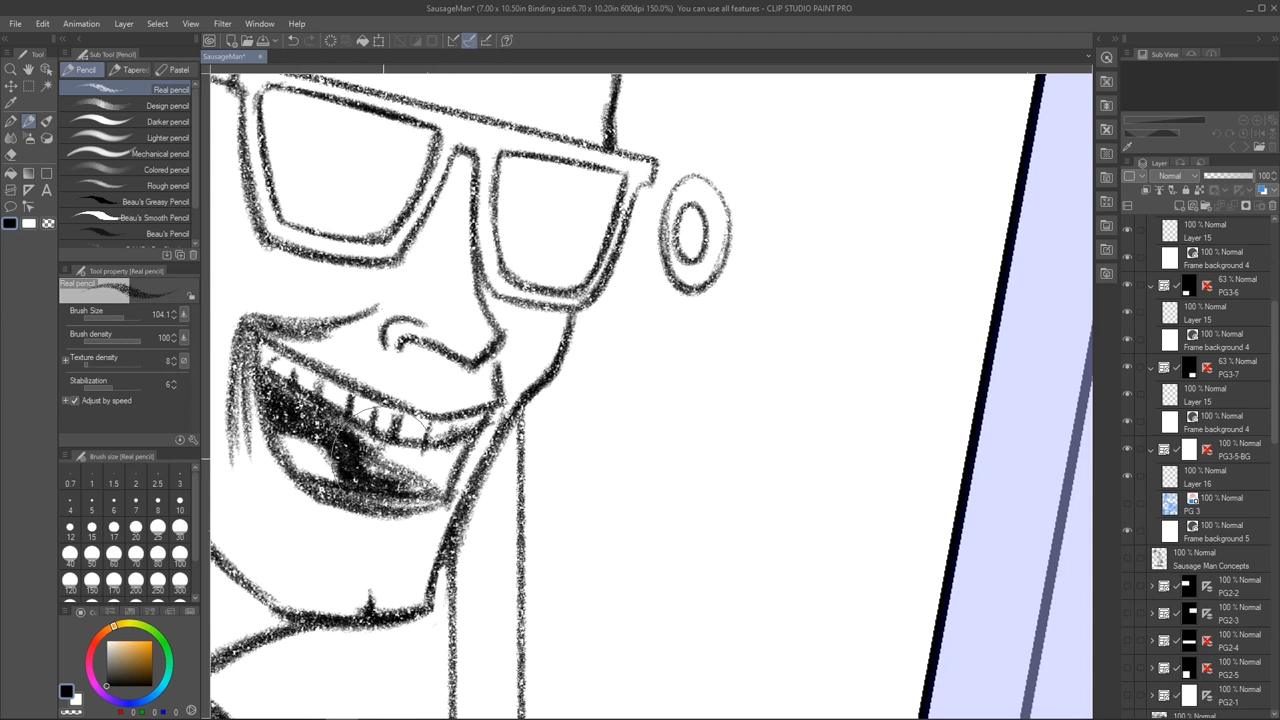 SausageMan* (7.00 x 10.50in Binding size:6.70 x 10.20in 600dpi 150.0%)  You can use all features - CLIP STUDIO PAINT PRO
File Edit Animation Layer Select View Filter Window Help
SausageMan*
Tool
Sub Tool [Pencil]
Sub View
Pencil Tapered Pastel
Real pencil
Design pencil
Darker pencil
Lighter pencil
Mechanical pencil
Colored pencil
Rough pencil
Beau's Greasy Pencil
Beau's Smooth Pencil
Beau's Pencil
Tool property [Real pencil]
Real pencil
Brush Size 104.1
Brush density 100
Texture density 8
Stabilization 6
Adjust by speed
Brush size [Real pencil]
0.7 1 1.5 2 2.5 3
4 5 6 7 8 10
12 15 17 20 25 30
40 50 60 70 80 100
120 150 170 200 250 300
0 0 0
Layer
Normal 100
100 % Normal
Layer 15
100 % Normal
Frame background 4
63 % Normal
PG3-6
100 % Normal
Layer 15
100 % Normal
Frame background 4
63 % Normal
PG3-7
100 % Normal
Layer 15
100 % Normal
Frame background 4
100 % Normal
PG3-5-BG
100 % Normal
Layer 16
100 % Normal
PG 3
100 % Normal
Frame background 5
100 % Normal
Sausage Man Concepts
100 % Normal
PG2-2
100 % Normal
PG2-3
100 % Normal
PG2-4
100 % Normal
PG2-5
100 % Normal
PG2-1
100 % Normal